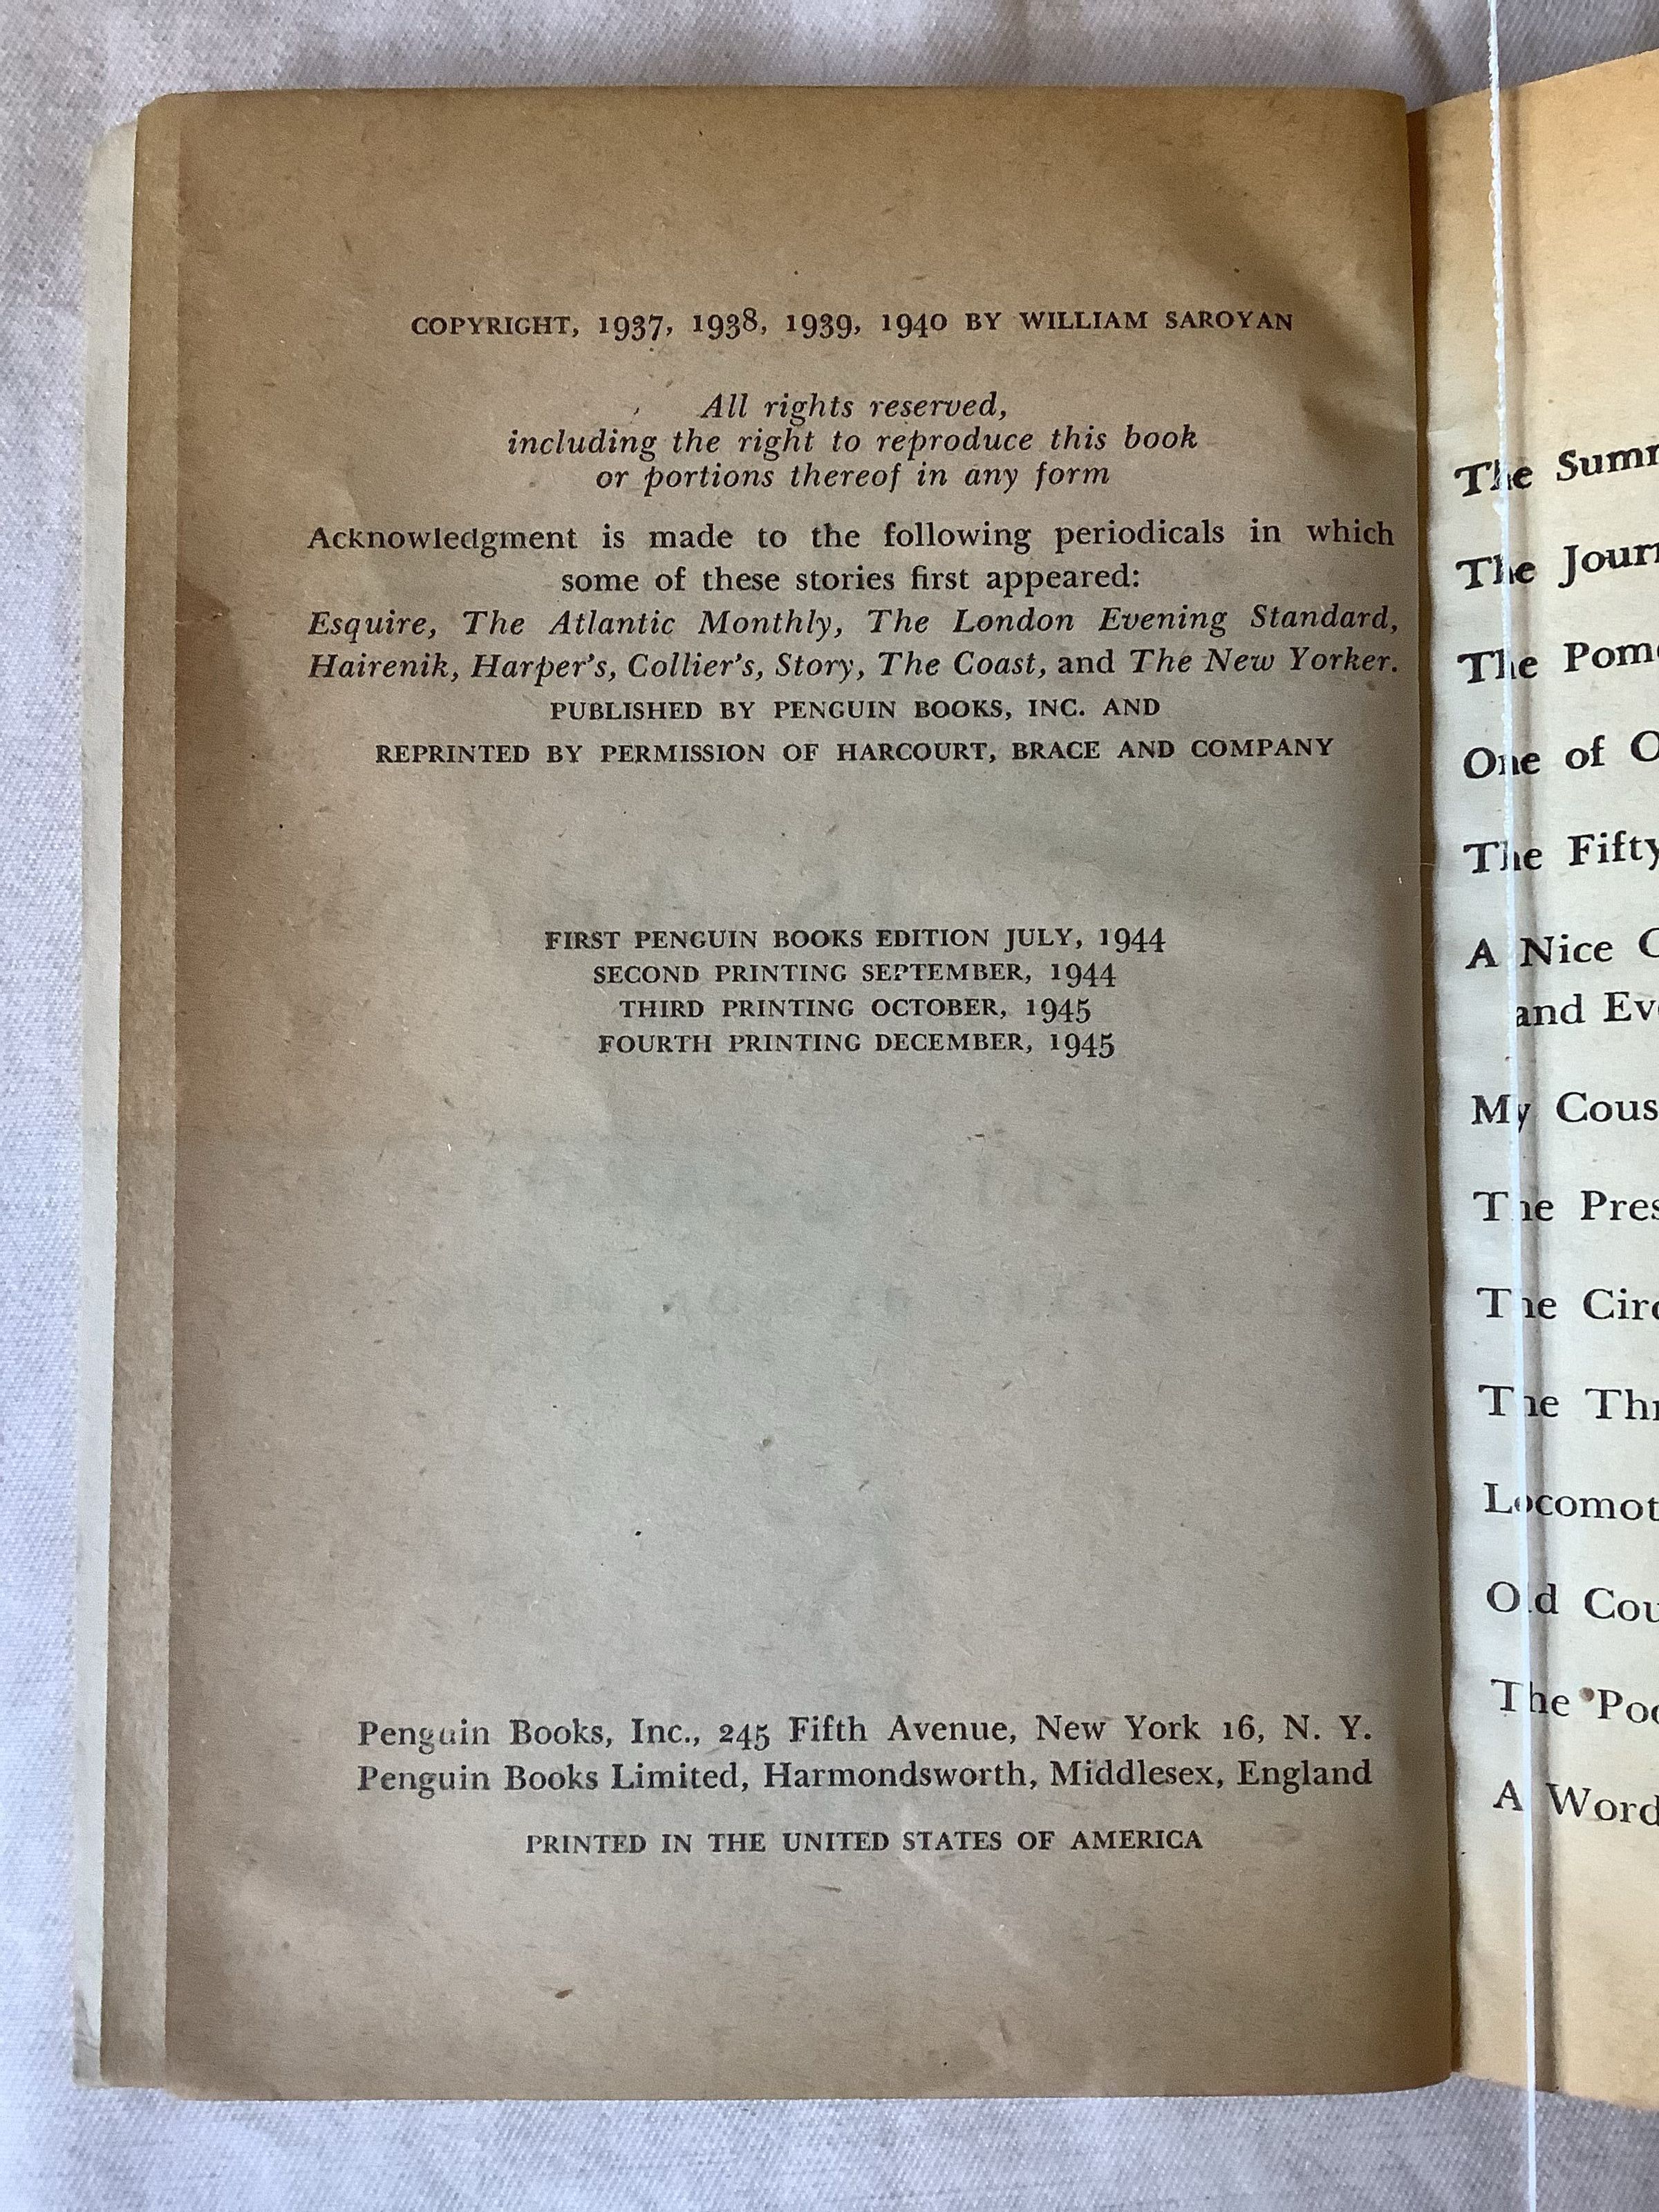 COPYRIGHT, 1937, 1938, 1939, 1940 BY WILLIAM SAROYAN
All rights reserved,
including the right to reproduce this book
or portions thereof in any form
Acknowledgment is made to the following periodicals in which
some of these stories first appeared:
Esquire, The Atlantic Monthly, The London Evening Standard,
Hairenik, Harper's, Collier's, Story, The Coast, and The New Yorker.
PUBLISHED BY PENGUIN BOOKS, INC. AND
REPRINTED BY PERMISSION OF HARCOURT, BRACE AND COMPANY
FIRST PENGUIN BOOKS EDITION JULY, 1944
SECOND PRINTING SEPTEMBER, 1944
THIRD PRINTING OCTOBER, 1945
FOURTH PRINTING DECEMBER, 1945
Penguin Books, Inc., 245 Fifth Avenue, New York 16, N. Y.
Penguin Books Limited, Harmondsworth, Middlesex, England
PRINTED IN THE UNITED STATES OF AMERICA
The
The
The
One of
The Fifty
A Nice
and
My
The
The
The
Old
The
A Word